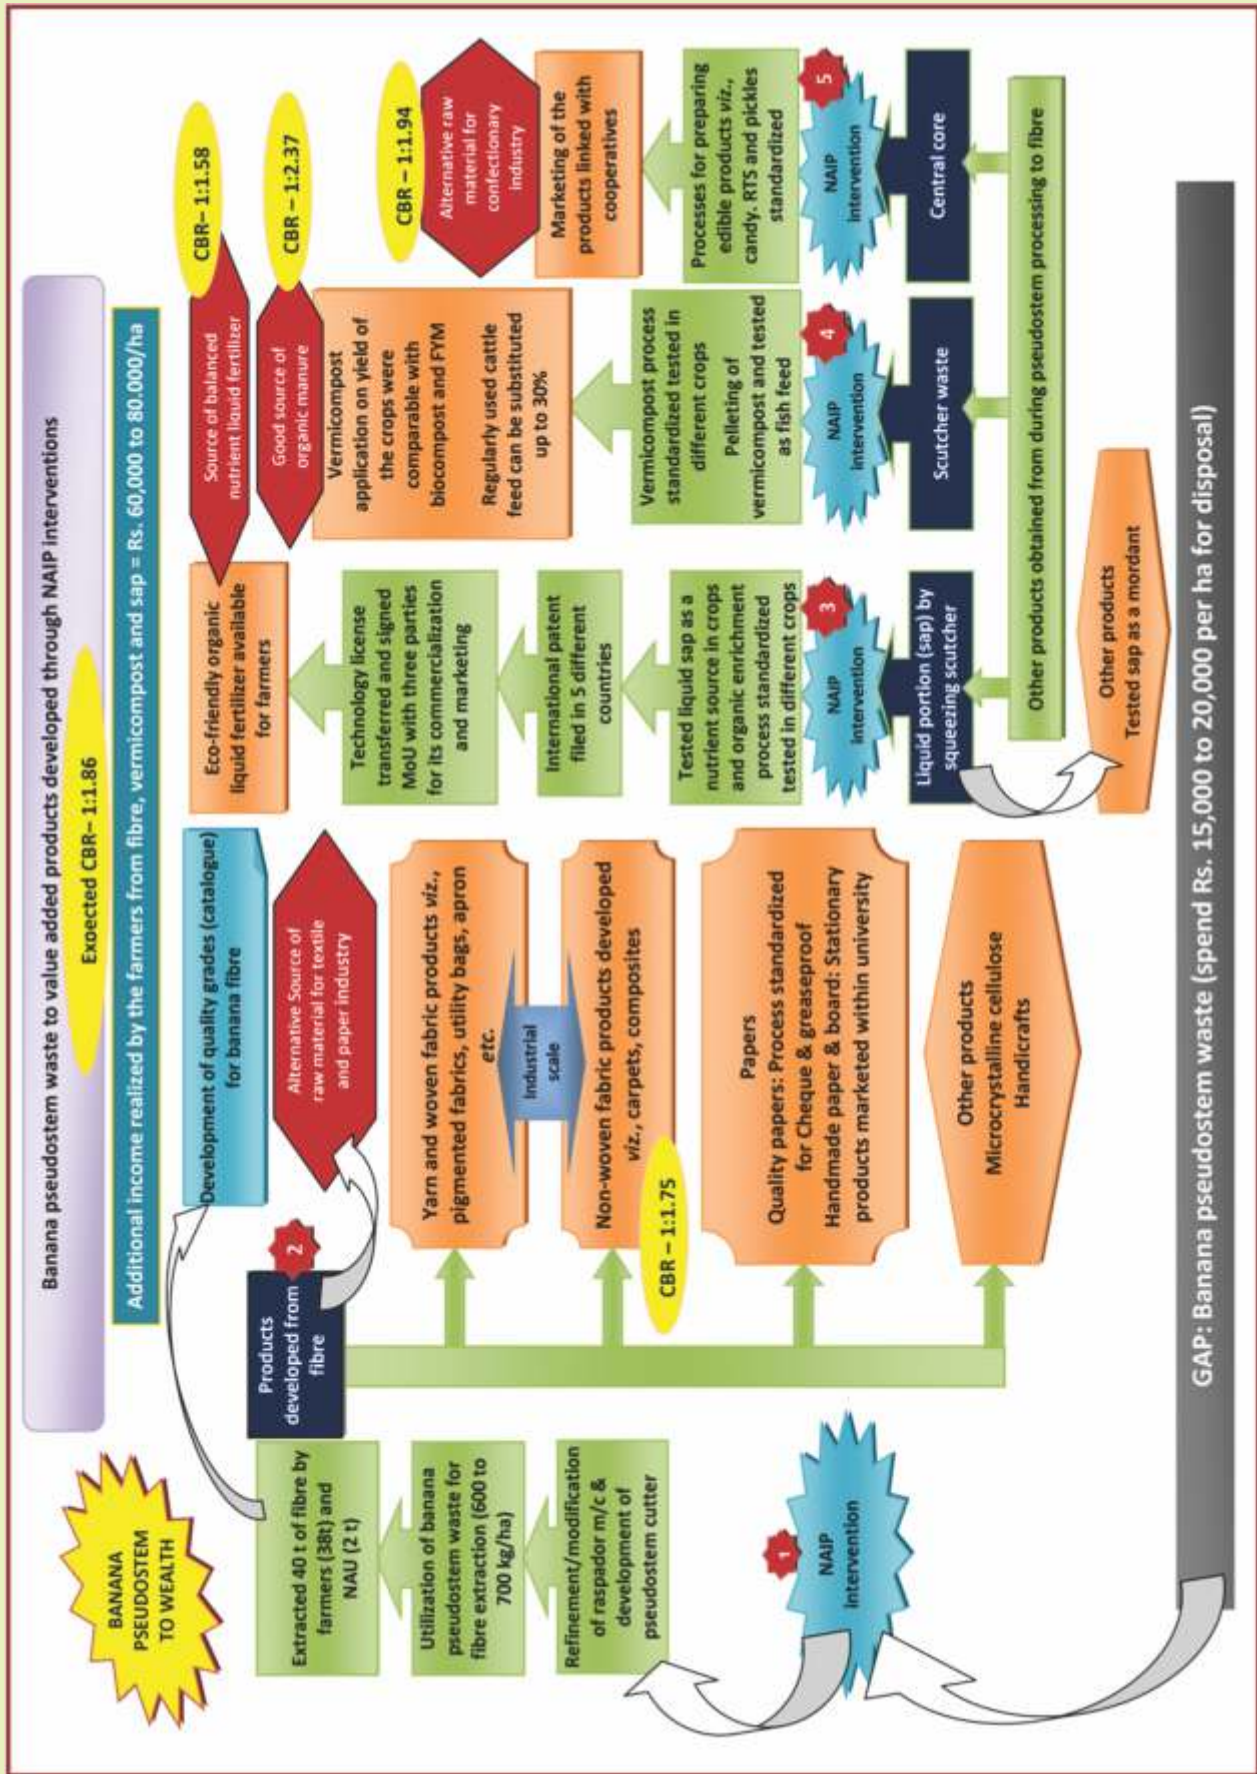 BANANA
PSEUDOSTEM
TO WEALTH
Banana pseudostem waste to value added products developed through NAIP interventions
Exoected CBR– 1:1.86
Additional income realized by the farmers from fibre, vermicompost and sap = Rs. 60,000 to 80.000/ha
Extracted 40 t of fibre by
farmers (38t) and
NAU (2 t)
Utilization of banana
pseudostem waste for
fibre extraction (600 to
700 kg/ha)
Refinement/modification
of raspador m/c &
development of
pseudostem cutter
1
NAIP
intervention
Products
developed from
fibre
2
Development of quality grades (catalogue)
for banana fibre
Alternative Source of
raw material for textile
and paper industry
Yarn and woven fabric products viz.,
pigmented fabrics, utility bags, apron
etc.
Industrial
scale
Non-woven fabric products developed
viz., carpets, composites
CBR – 1:1.75
Papers
Quality papers: Process standardized
for Cheque & greaseproof
Handmade paper & board: Stationary
products marketed within university
Other products
Microcrystalline cellulose
Handicrafts
Eco-friendly organic
liquid fertilizer available
for farmers
Technology license
transferred and signed
MoU with three parties
for its commercialization
and marketing
International patent
filed in 5 different
countries
Tested liquid sap as a
nutrient source in crops
and organic enrichment
process standardized
tested in different crops
3
NAIP
intervention
Liquid portion (sap) by
squeezing scutcher
Other products
Tested sap as a mordant
Source of balanced
nutrient liquid fertilizer
CBR– 1:1.58
Good source of
organic manure
CBR – 1:2.37
Vermicompost
application on yield of
the crops were
comparable with
biocompost and FYM
Regularly used cattle
feed can be substituted
up to 30%
Vermicompost process
standardized tested in
different crops
Pelleting of
vermicompost and tested
as fish feed
4
NAIP
intervention
Scutcher waste
CBR – 1:1.94
Alternative raw
material for
confectionary
industry
Marketing of the
products linked with
cooperatives
Processes for preparing
edible products viz.,
candy. RTS and pickles
standardized
5
NAIP
intervention
Central core
Other products obtained from during pseudostem processing to fibre
GAP: Banana pseudostem waste (spend Rs. 15,000 to 20,000 per ha for disposal)